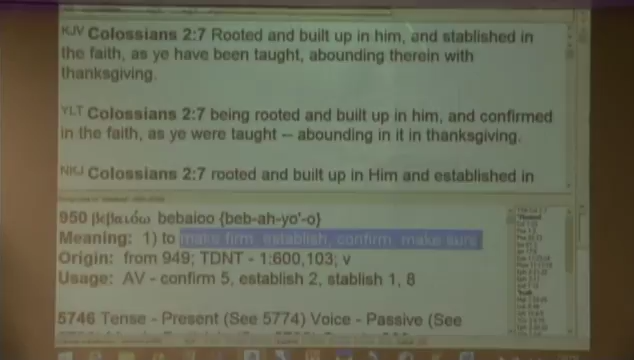 KJV Colossians 2:7 Rooted and built up in him, and stablished in
the faith, as ye have been taught, abounding therein with
thanksgiving.
YLT Colossians 2:7 being rooted and built up in him, and confirmed
in the faith, as ye were taught -- abounding in it in thanksgiving.
NKJ Colossians 2:7 rooted and built up in Him and established in
950 βεβαιόω bebaioo {beb-ah-yo'-o}
Meaning: 1) to make firm, establish, confirm, make sure
Origin: from 949; TDNT - 1:600,103; v
Usage: AV - confirm 5, establish 2, stablish 1, 8
5746 Tense - Present (See 5774) Voice - Passive (See